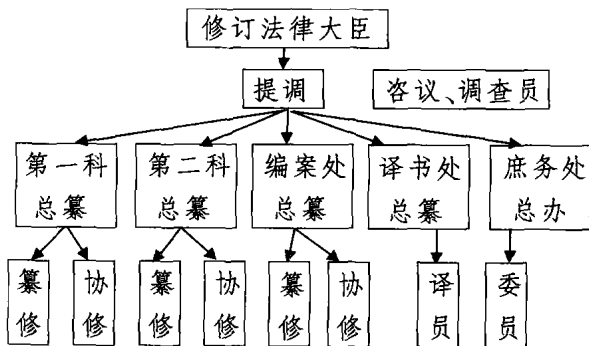 修订法律大臣
提调
咨议、调查员
第一科
总纂
第二科
总纂
编案处
总纂
译书处
总纂
庶务处
总办
纂修
协修
纂修
协修
纂修
协修
译员
委员